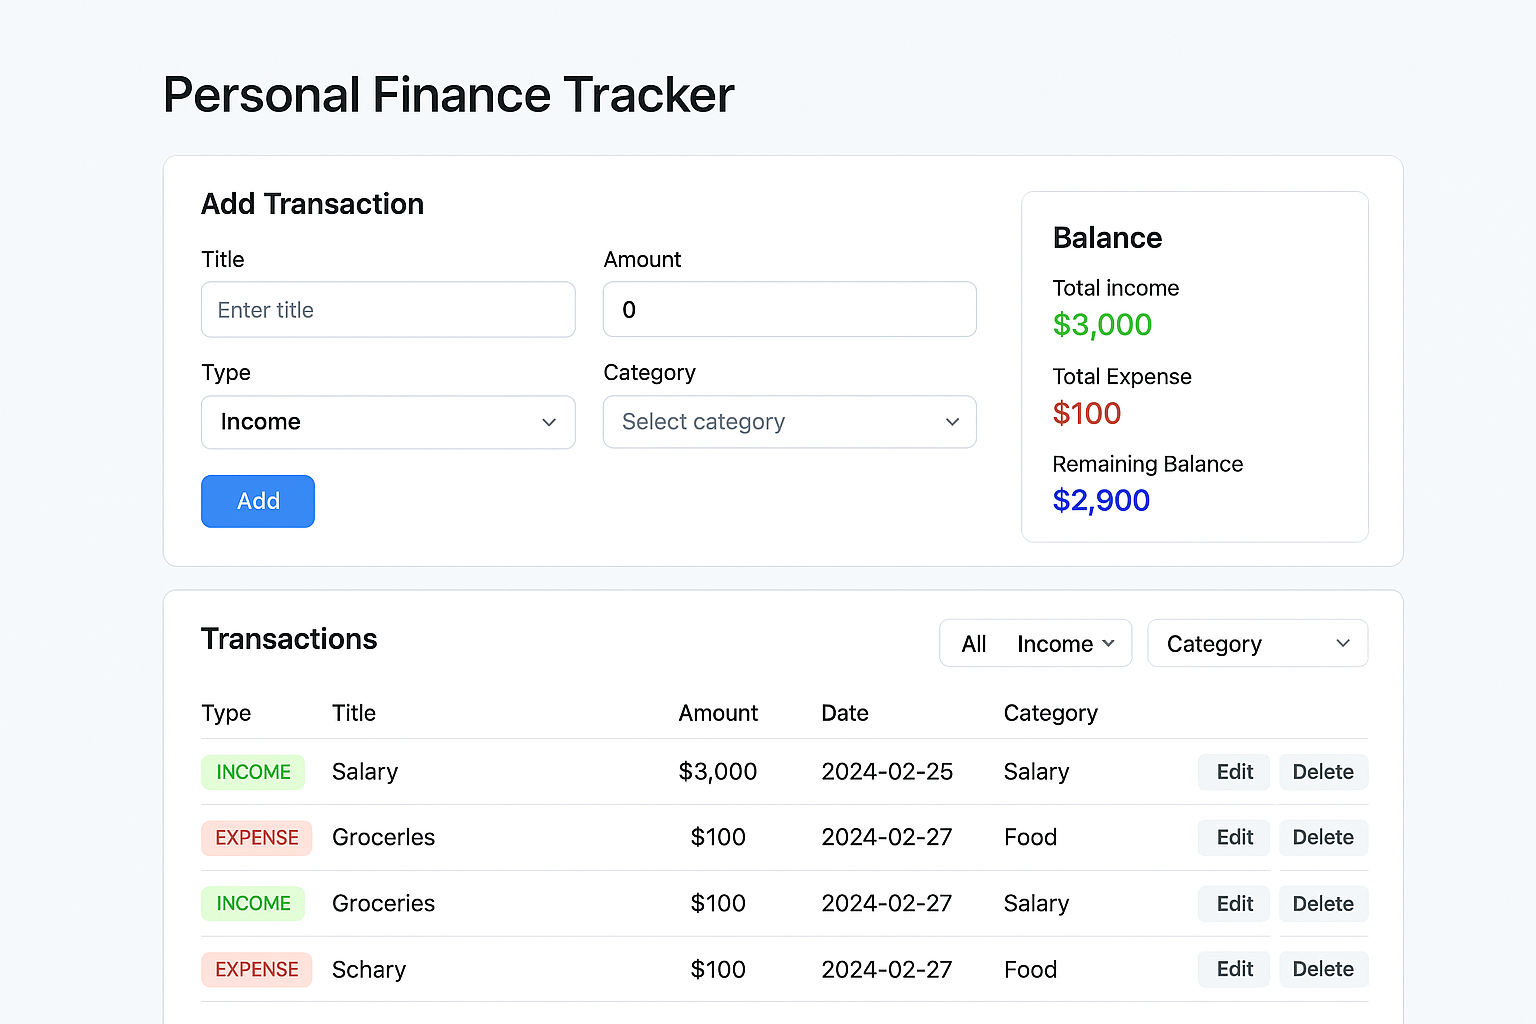 Personal Finance Tracker
Add Transaction
Title
Amount
Enter title
0
Type
Category
Income
Select category
Add
Balance
Total income
$3,000
Total Expense
$100
Remaining Balance
$2,900
Transactions
All Income
Category
Type Title Amount Date Category
INCOME Salary $3,000 2024-02-25 Salary Edit Delete
EXPENSE Grocerles $100 2024-02-27 Food Edit Delete
INCOME Groceries $100 2024-02-27 Salary Edit Delete
EXPENSE Schary $100 2024-02-27 Food Edit Delete